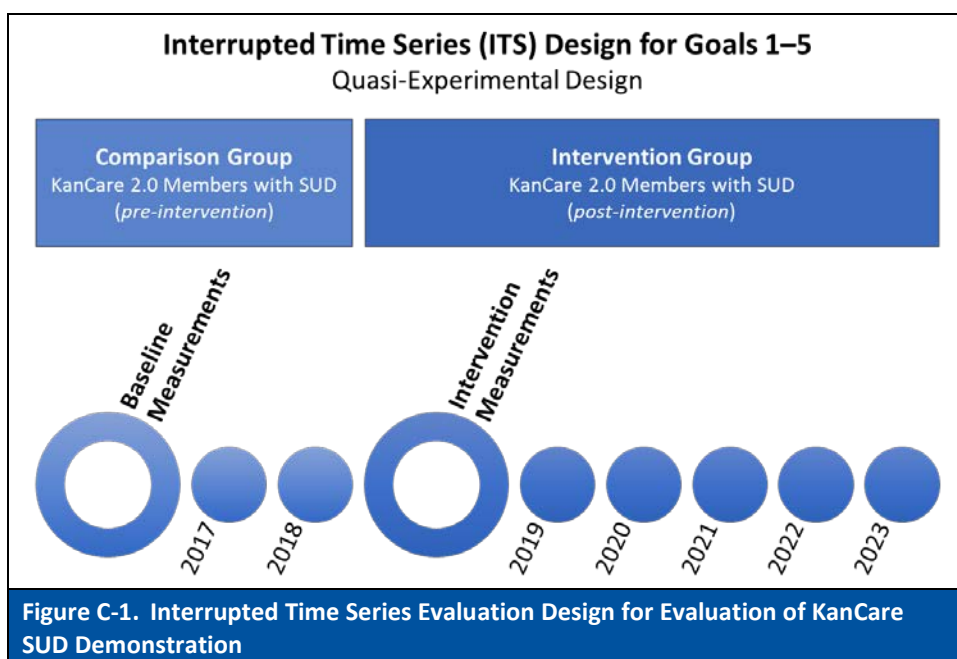 Interrupted Time Series (ITS) Design for Goals 1–5
Quasi-Experimental Design
Comparison Group
KanCare 2.0 Members with SUD
(pre-intervention)
Intervention Group
KanCare 2.0 Members with SUD
(post-intervention)
Baseline
Measurements
2017
2018
Intervention
Measurements
2019
2020
2021
2022
2023
Figure C-1. Interrupted Time Series Evaluation Design for Evaluation of KanCare
SUD Demonstration